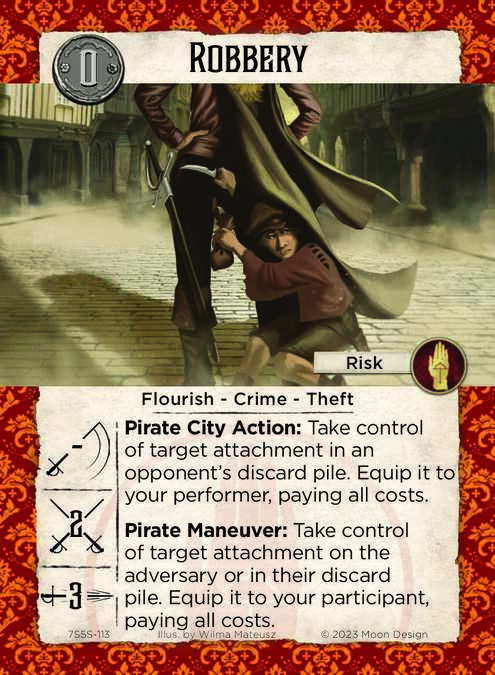 0
ROBBERY
Risk
Flourish - Crime - Theft
-
Pirate City Action: Take control
of target attachment in an
opponent's discard pile. Equip it to
your performer, paying all costs.
2
Pirate Maneuver: Take control
of target attachment on the
adversary or in their discard
pile. Equip it to your participant,
paying all costs.
3
7S5S-113 Illus. by Wilma Mateusz © 2023 Moon Design